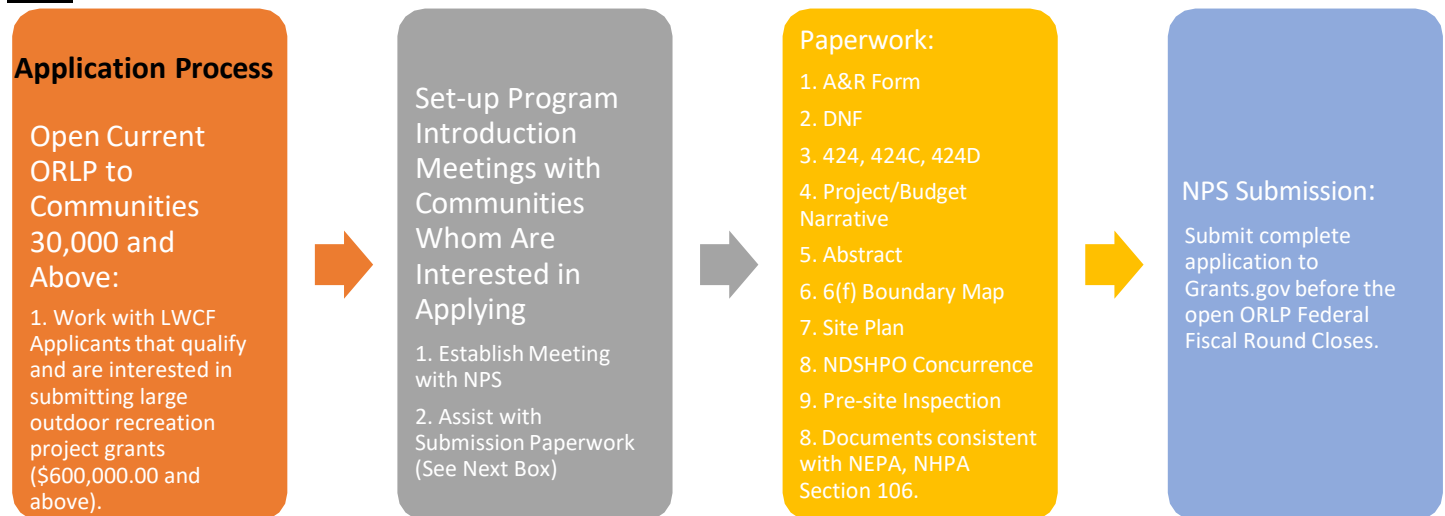 Application Process
Open Current
ORLP to
Communities
30,000 and
Above:
1. Work with LWCF
Applicants that qualify
and are interested in
submitting large
outdoor recreation
project grants
($600,000.00 and
above).
Set-up Program
Introduction
Meetings with
Communities
Whom Are
Interested in
Applying
1. Establish Meeting
with NPS
2. Assist with
Submission Paperwork
(See Next Box)
Paperwork:
1. A&R Form
2. DNF
3. 424, 424C, 424D
4. Project/Budget
Narrative
5. Abstract
6. 6(f) Boundary Map
7. Site Plan
8. NDSHPO Concurrence
9. Pre-site Inspection
8. Documents consistent
with NEPA, NHPA
Section 106.
NPS Submission:
Submit complete
application to
Grants.gov before the
open ORLP Federal
Fiscal Round Closes.